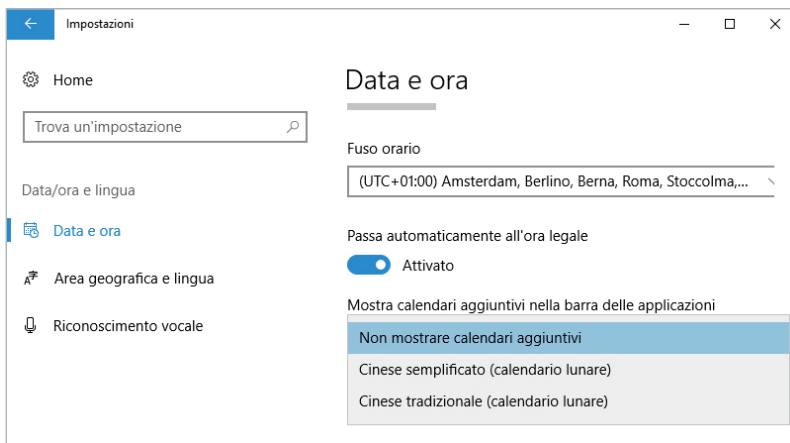 Impostazioni
Home
Trova un'impostazione
Data/ora e lingua
Data e ora
Area geografica e lingua
Riconoscimento vocale
Data e ora
Fuso orario
(UTC+01:00) Amsterdam, Berlino, Berna, Roma, Stoccolma,...
Passa automaticamente all'ora legale
Attivato
Mostra calendari aggiuntivi nella barra delle applicazioni
Non mostrare calendari aggiuntivi
Cinese semplificato (calendario lunare)
Cinese tradizionale (calendario lunare)